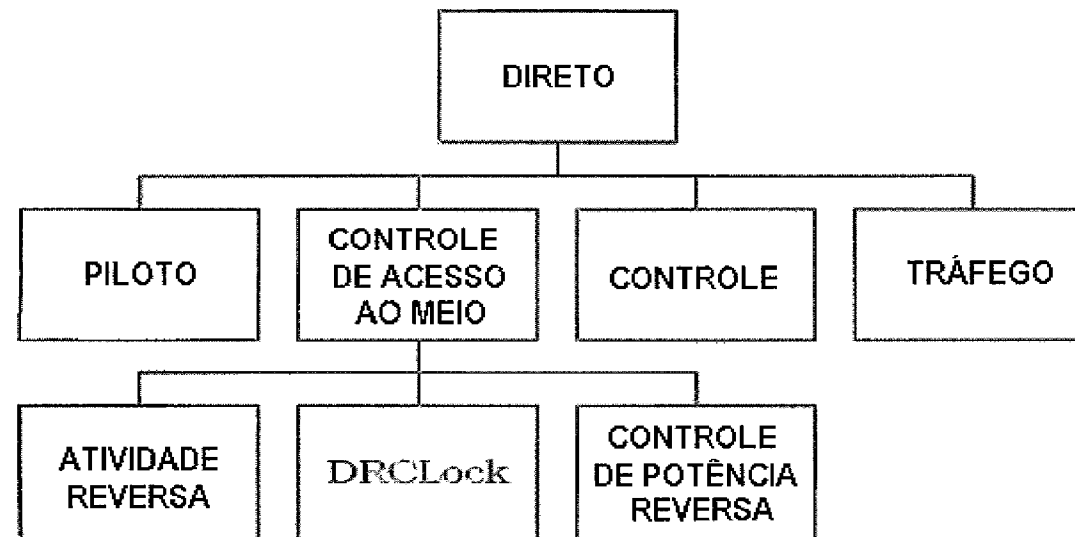 DIRETO
PILOTO
CONTROLE
DE ACESSO
AO MEIO
CONTROLE
TRÁFEGO
ATIVIDADE
REVERSA
DRCLock
CONTROLE
DE POTÊNCIA
REVERSA